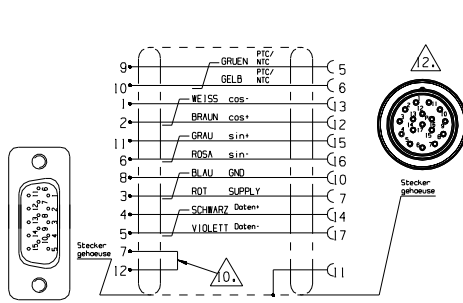 9 GRUEN PTC/NTC 5
10 GELB PTC/NTC 6
1 WEISS cos- 13
2 BRAUN cos+ 12
11 GRAU sin+ 15
6 ROSA sin- 16
8 BLAU GND 10
3 ROT SUPPLY 7
4 SCHWARZ Daten+ 14
5 VIOLETT Daten- 17
7
12 11
10.
12.
Stecker
gehaeuse
Stecker
gehaeuse